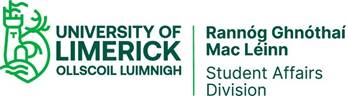 UNIVERSITY OF
LIMERICK
OLLSCOIL LUIMNIGH
Rannóg Ghnóthaí
Mac Léinn
Student Affairs
Division